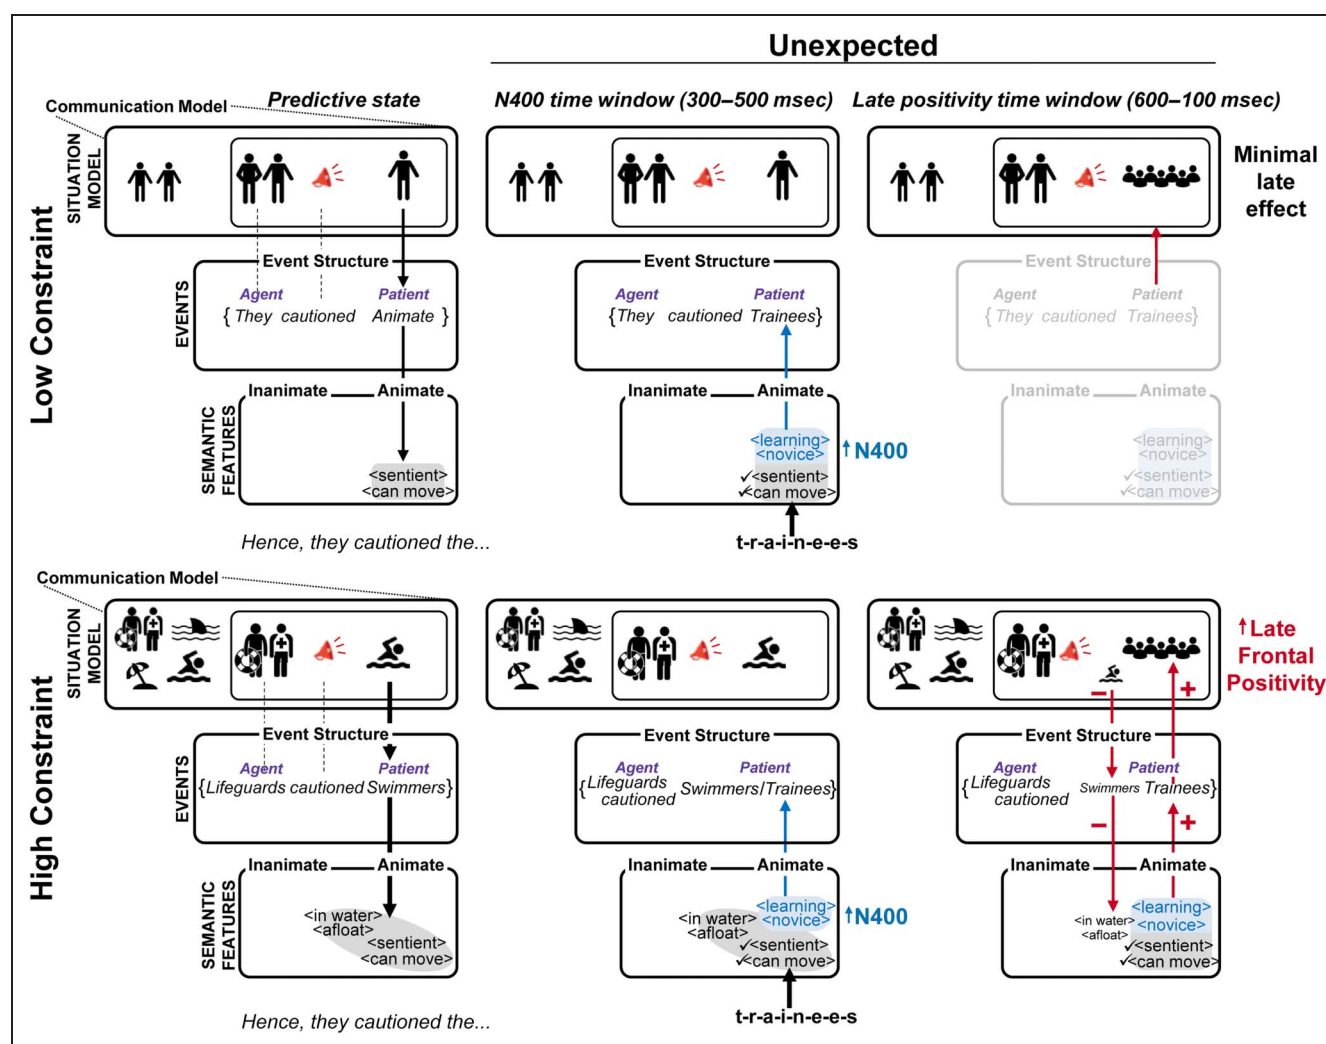 Unexpected
Communication Model
Predictive state
N400 time window (300–500 msec)
Late positivity time window (600–100 msec)
Low Constraint
SITUATION
MODEL
Minimal
late
effect
EVENTS
Event Structure
Agent Patient
{ They cautioned Animate }
Event Structure
Agent Patient
{They cautioned Trainees}
Event Structure
Agent Patient
{They cautioned Trainees}
SEMANTIC
FEATURES
Inanimate Animate
<sentient>
<can move>
Inanimate Animate
<learning>
<novice>
↑N400
✓<sentient>
✓<can move>
Animate
<learning>
<novice>
✓<sentient>
✓<can move>
Hence, they cautioned the...
t-r-a-i-n-e-e-s
High Constraint
Communication Model
SITUATION
MODEL
↑Late
Frontal
Positivity
– +
EVENTS
Event Structure
Agent Patient
{Lifeguards cautioned Swimmers}
Event Structure
Agent Patient
{Lifeguards
cautioned Swimmers/Trainees}
Event Structure
Agent Patient
{Lifeguards
cautioned Swimmers Trainees}
– +
SEMANTIC
FEATURES
Inanimate Animate
<in water>
<afloat>
<sentient>
<can move>
Inanimate Animate
<learning>
<novice>
↑N400
<in water>
<afloat>
✓<sentient>
✓<can move>
Inanimate Animate
<learning>
<novice>
<in water>
<afloat>
✓<sentient>
✓<can move>
Hence, they cautioned the...
t-r-a-i-n-e-e-s